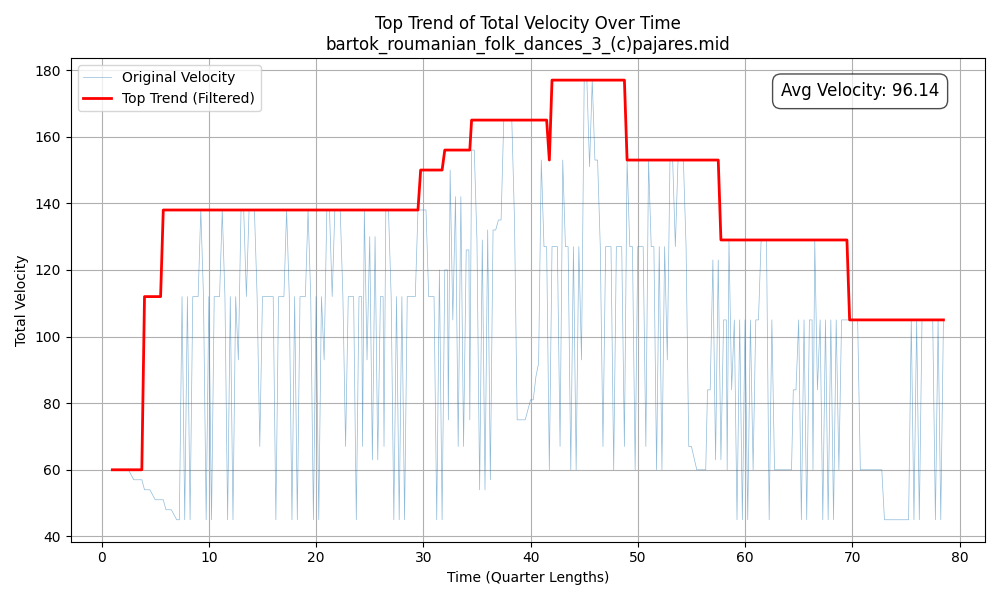 Top Trend of Total Velocity Over Time
bartok_roumanian_folk_dances_3_(c)pajares.mid
Original Velocity
Top Trend (Filtered)
Avg Velocity: 96.14
Total Velocity
180
160
140
120
100
80
60
40
0 10 20 30 40 50 60 70 80
Time (Quarter Lengths)